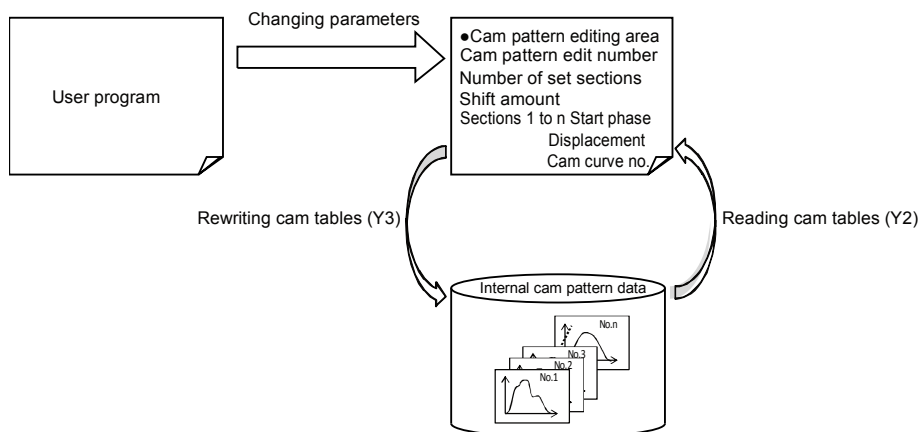 Changing parameters
User program
●Cam pattern editing area
Cam pattern edit number
Number of set sections
Shift amount
Sections 1 to n Start phase
Displacement
Cam curve no.
Rewriting cam tables (Y3)
Reading cam tables (Y2)
Internal cam pattern data
No.n
No.3
No.2
No.1